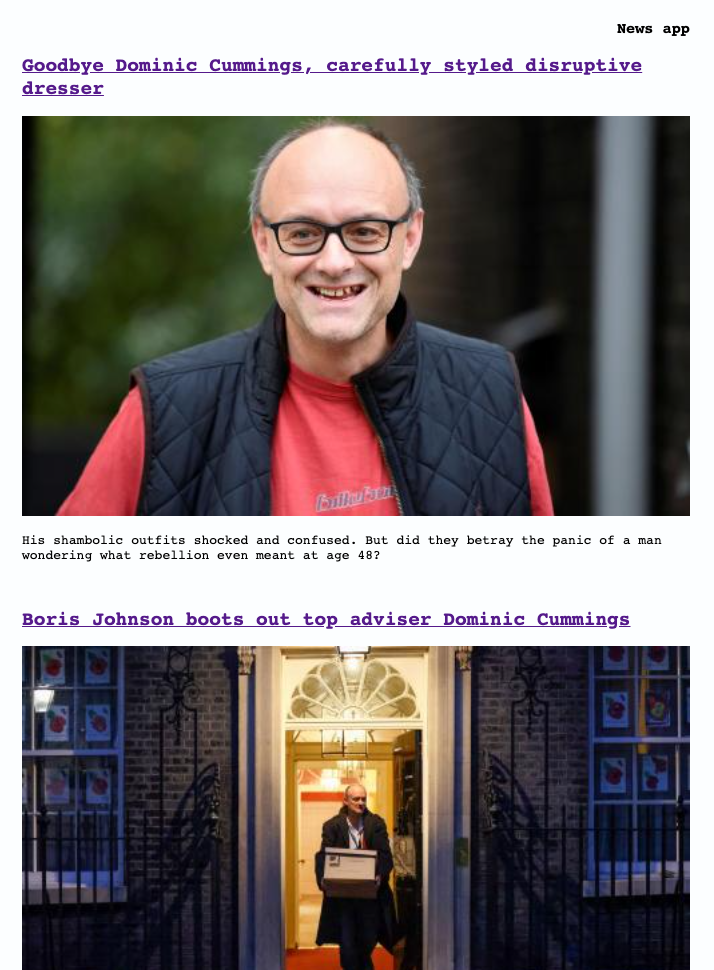 News app
Goodbye Dominic Cummings, carefully styled disruptive
dresser
His shambolic outfits shocked and confused. But did they betray the panic of a man
wondering what rebellion even meant at age 48?
Boris Johnson boots out top adviser Dominic Cummings